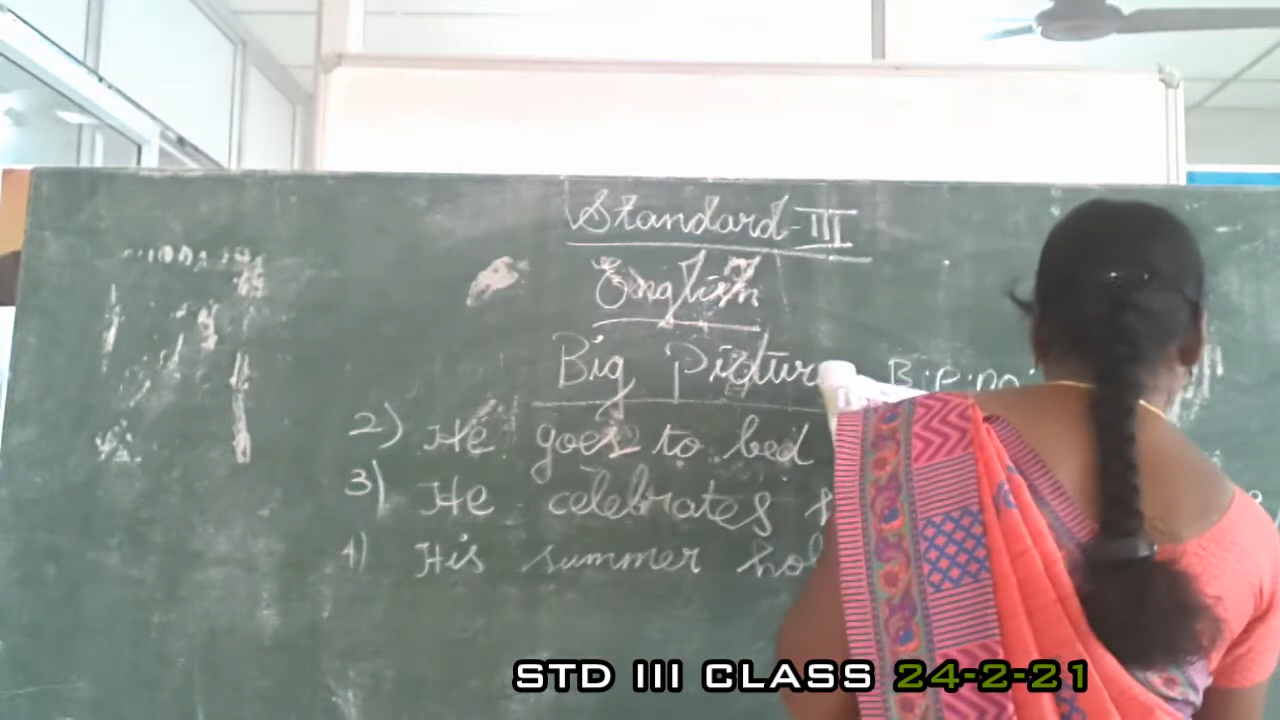 Standard-III
English
Big Picture
2) He goes to bed
3) He celebrates
4) His summer
STD III CLASS 24-2-21